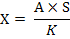 X = A × S / K